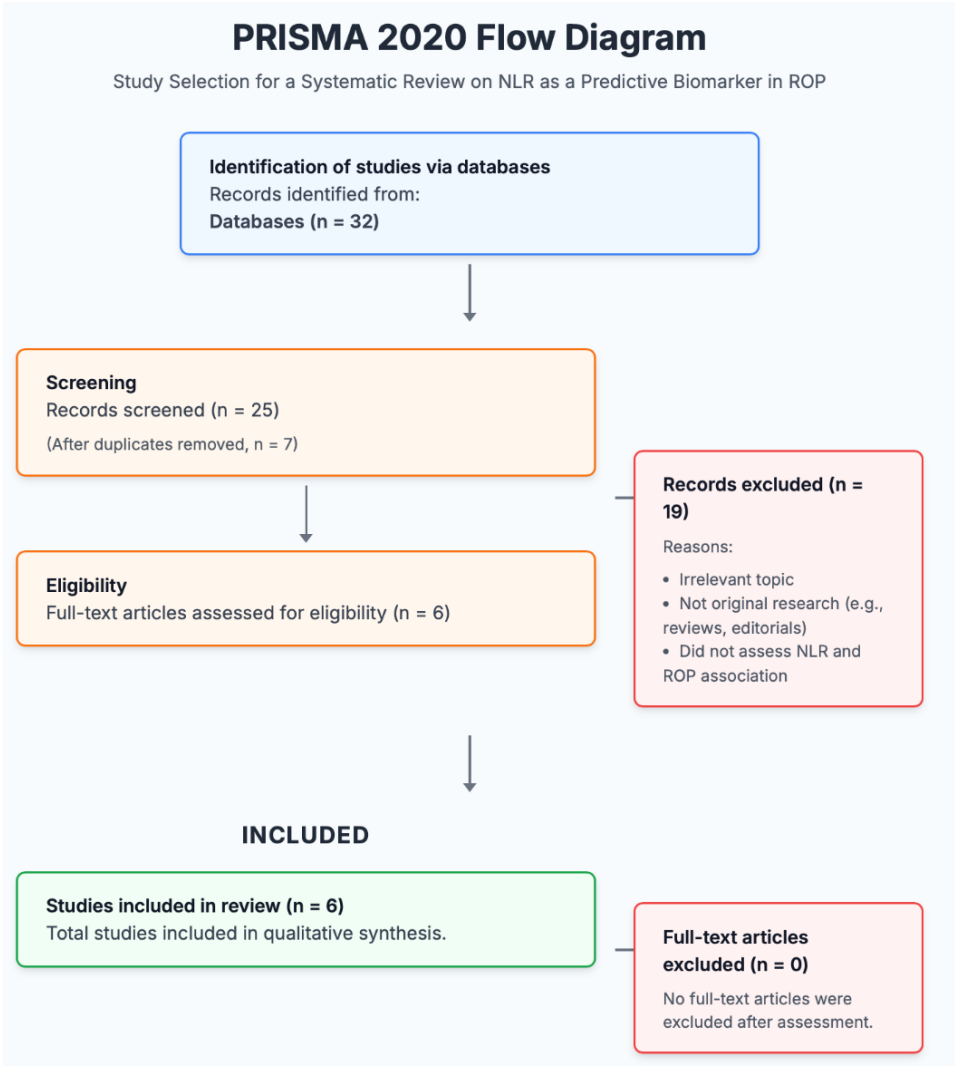 PRISMA 2020 Flow Diagram
Study Selection for a Systematic Review on NLR as a Predictive Biomarker in ROP
Identification of studies via databases
Records identified from:
Databases (n = 32)
Screening
Records screened (n = 25)
(After duplicates removed, n = 7)
Records excluded (n =
19)
Reasons:
• Irrelevant topic
• Not original research (e.g.,
reviews, editorials)
• Did not assess NLR and
ROP association
Eligibility
Full-text articles assessed for eligibility (n = 6)
INCLUDED
Studies included in review (n = 6)
Total studies included in qualitative synthesis.
Full-text articles
excluded (n = 0)
No full-text articles were
excluded after assessment.